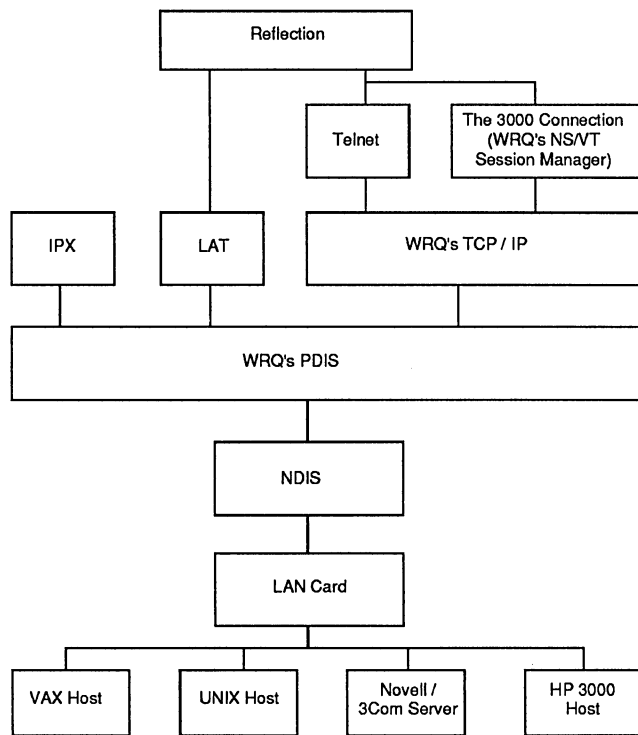 Reflection
Telnet
The 3000 Connection
(WRQ's NS/VT
Session Manager)
IPX
LAT
WRQ's TCP / IP
WRQ's PDIS
NDIS
LAN Card
VAX Host
UNIX Host
Novell /
3Com Server
HP 3000
Host